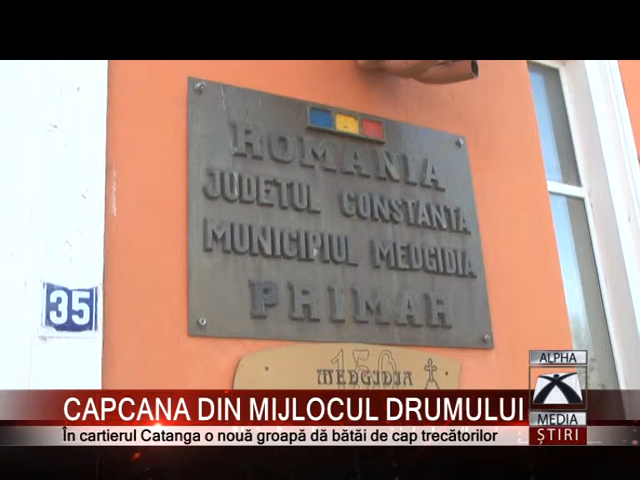 ROMANIA
JUDETUL CONSTANTA
MUNICIPIUL MEDGIDIA
PRIMAR
35
150
MEDGIDIA
CAPCANA DIN MIJLOCUL DRUMULUI
În cartierul Catanga o nouă groapă dă bătăi de cap trecătorilor
ALPHA
MEDIA
ȘTIRI